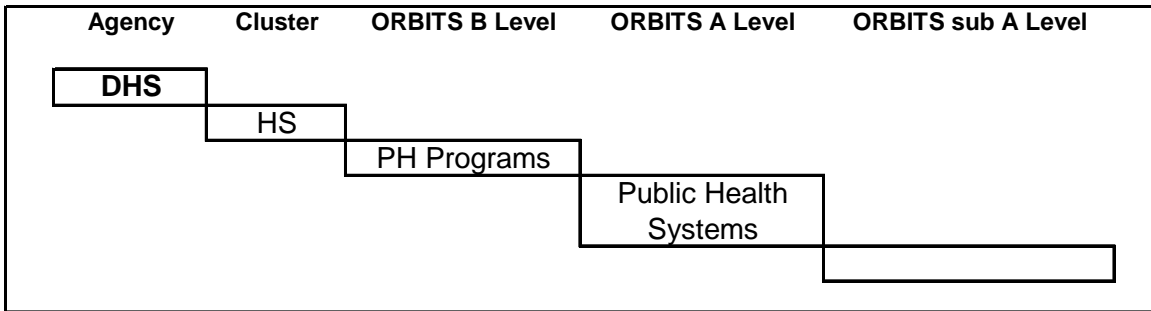 Agency Cluster ORBITS B Level ORBITS A Level ORBITS sub A Level
DHS
HS
PH Programs
Public Health
Systems